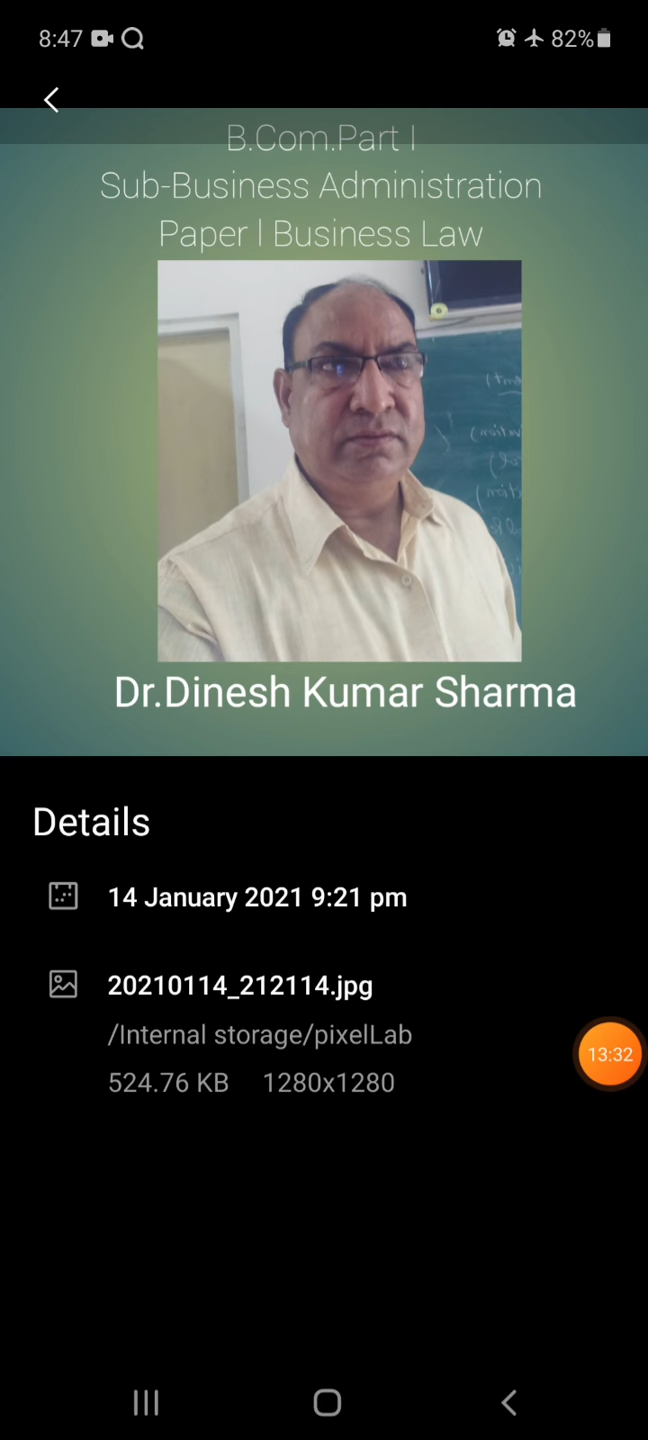 8:47 82%
B.Com.Part I
Sub-Business Administration
Paper I Business Law
Dr.Dinesh Kumar Sharma
Details
14 January 2021 9:21 pm
20210114_212114.jpg
/Internal storage/pixelLab
13:32
524.76 KB 1280x1280